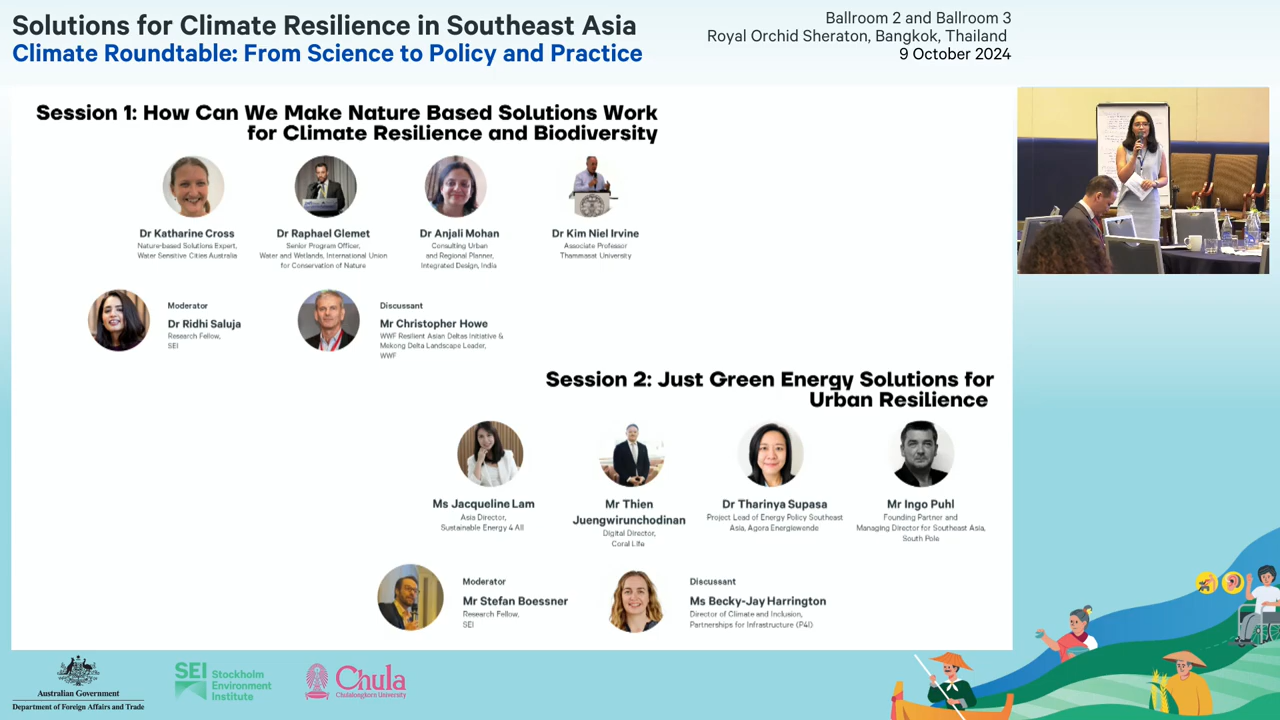 Solutions for Climate Resilience in Southeast Asia
Climate Roundtable: From Science to Policy and Practice
Ballroom 2 and Ballroom 3
Royal Orchid Sheraton, Bangkok, Thailand
9 October 2024
Session 1: How Can We Make Nature Based Solutions Work
for Climate Resilience and Biodiversity
Dr Katharine Cross
Nature-based Solutions Expert,
Water Sensitive Cities Australia
Dr Raphael Glemet
Senior Program Officer,
Water and Wetlands, International Union
for Conservation of Nature
Dr Anjali Mohan
Consulting Urban
and Regional Planner,
Integrated Design, India
Dr Kim Niel Irvine
Associate Professor
Thammasat University
Moderator
Dr Ridhi Saluja
Research Fellow,
SEI
Discussant
Mr Christopher Howe
WWF Resilient Asian Deltas Initiative &
Mekong Delta Landscape Leader,
WWF
Session 2: Just Green Energy Solutions for
Urban Resilience
Ms Jacqueline Lam
Asia Director,
Sustainable Energy 4 All
Mr Thien
Juengwirunchodinan
Digital Director,
Coral Life
Dr Tharinya Supasa
Project Lead of Energy Policy Southeast
Asia, Agora Energiewende
Mr Ingo Puhl
Founding Partner and
Managing Director for Southeast Asia,
South Pole
Moderator
Mr Stefan Boessner
Research Fellow,
SEI
Discussant
Ms Becky-Jay Harrington
Director of Climate and Inclusion,
Partnerships for Infrastructure (P4I)
Australian Government
Department of Foreign Affairs and Trade
SEI Stockholm
Environment
Institute
Chula
Chulalongkorn University